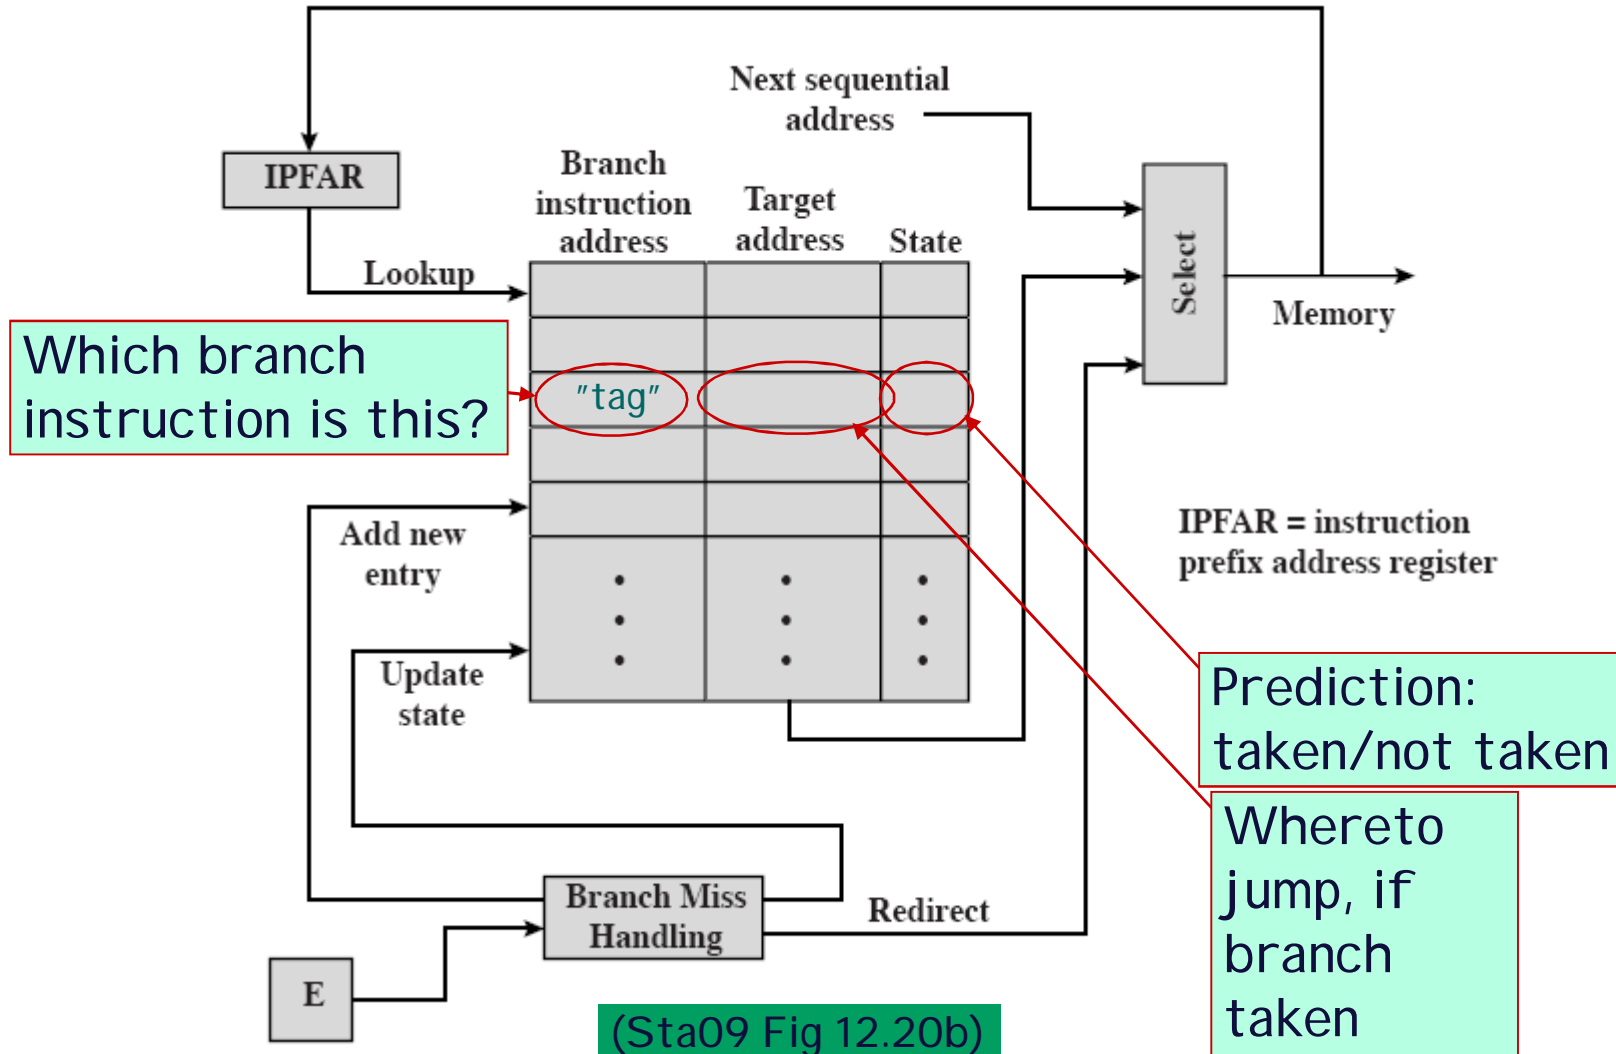 Next sequential
address
IPFAR
Branch
instruction
address
Target
address
State
Lookup
Select
Memory
Which branch
instruction is this?
"tag"
Add new
entry
IPFAR = instruction
prefix address register
Update
state
Prediction:
taken/not taken
Whereto
jump, if
branch
taken
Branch Miss
Handling
Redirect
E
(Sta09 Fig 12.20b)